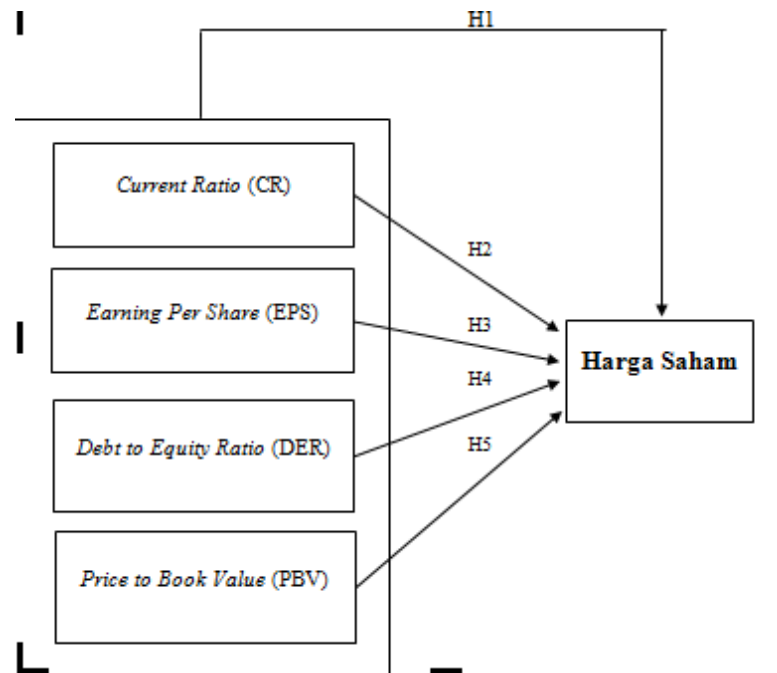 H1
Current Ratio (CR)
H2
Earning Per Share (EPS)
H3
Harga Saham
H4
Debt to Equity Ratio (DER)
H5
Price to Book Value (PBV)